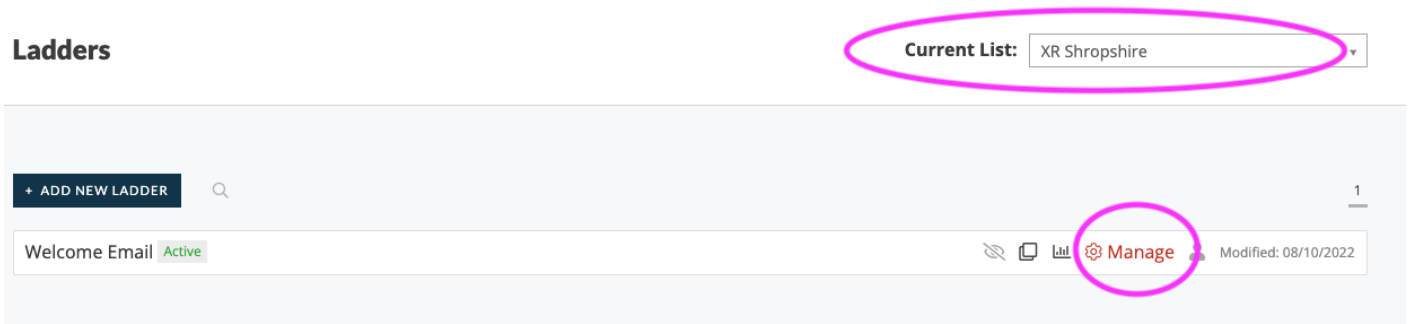 Ladders
Current List: XR Shropshire
+ ADD NEW LADDER
1
Welcome Email Active Manage Modified: 08/10/2022